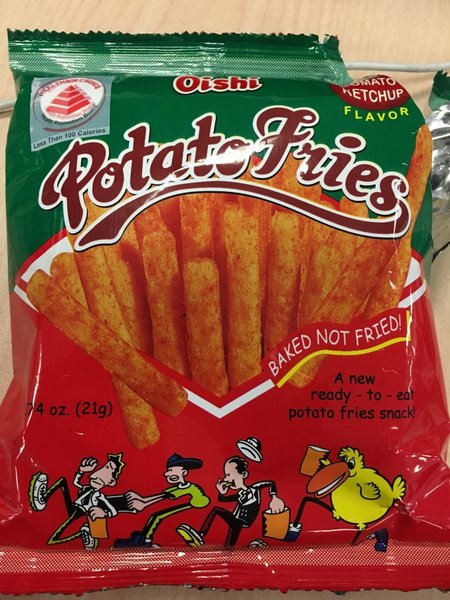 Oishi
TOMATO
KETCHUP
FLAVOR
Less Than 100 Calories
Potato Fries
BAKED NOT FRIED!
A new
ready - to - eat
potato fries snack!
74 oz. (21g)